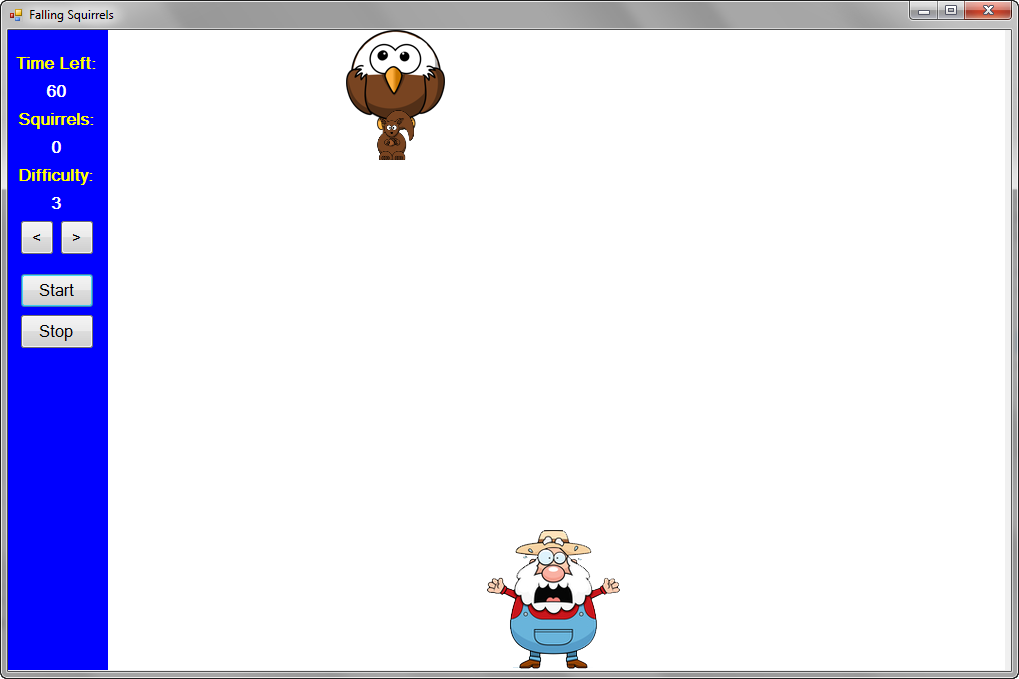 Falling Squirrels
Time Left:
60
Squirrels:
0
Difficulty:
3
< >
Start
Stop